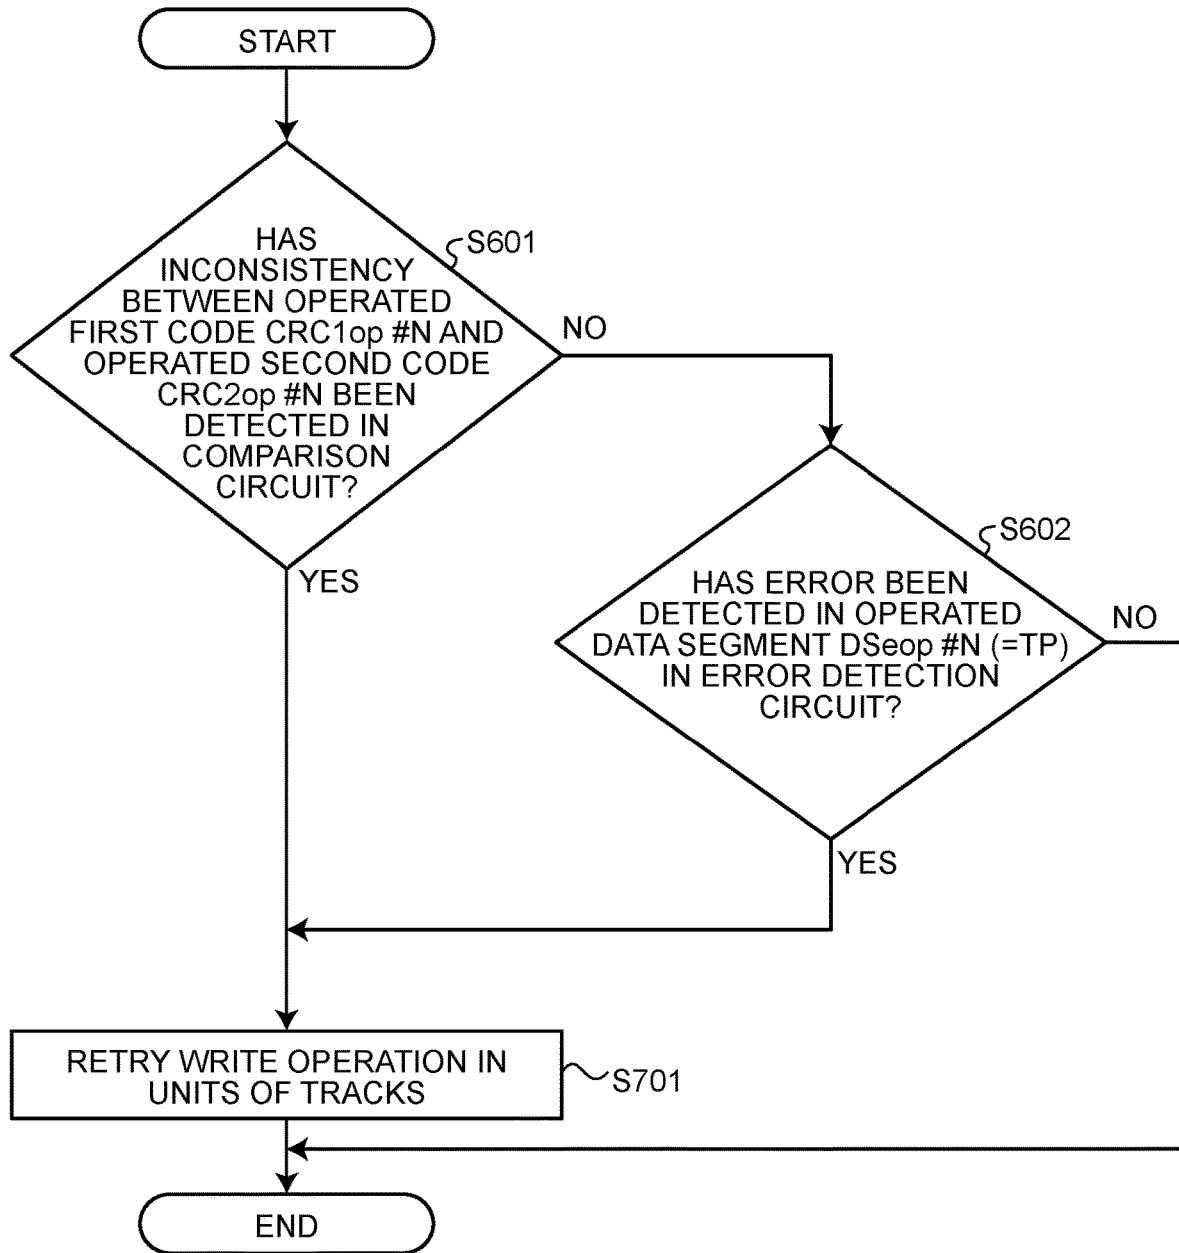 START
HAS
INCONSISTENCY
BETWEEN OPERATED
FIRST CODE CRC1op #N AND
OPERATED SECOND CODE
CRC2op #N BEEN
DETECTED IN
COMPARISON
CIRCUIT?
S601
NO
YES
HAS ERROR BEEN
DETECTED IN OPERATED
DATA SEGMENT DSeop #N (=TP)
IN ERROR DETECTION
CIRCUIT?
S602
NO
YES
RETRY WRITE OPERATION IN
UNITS OF TRACKS
S701
END